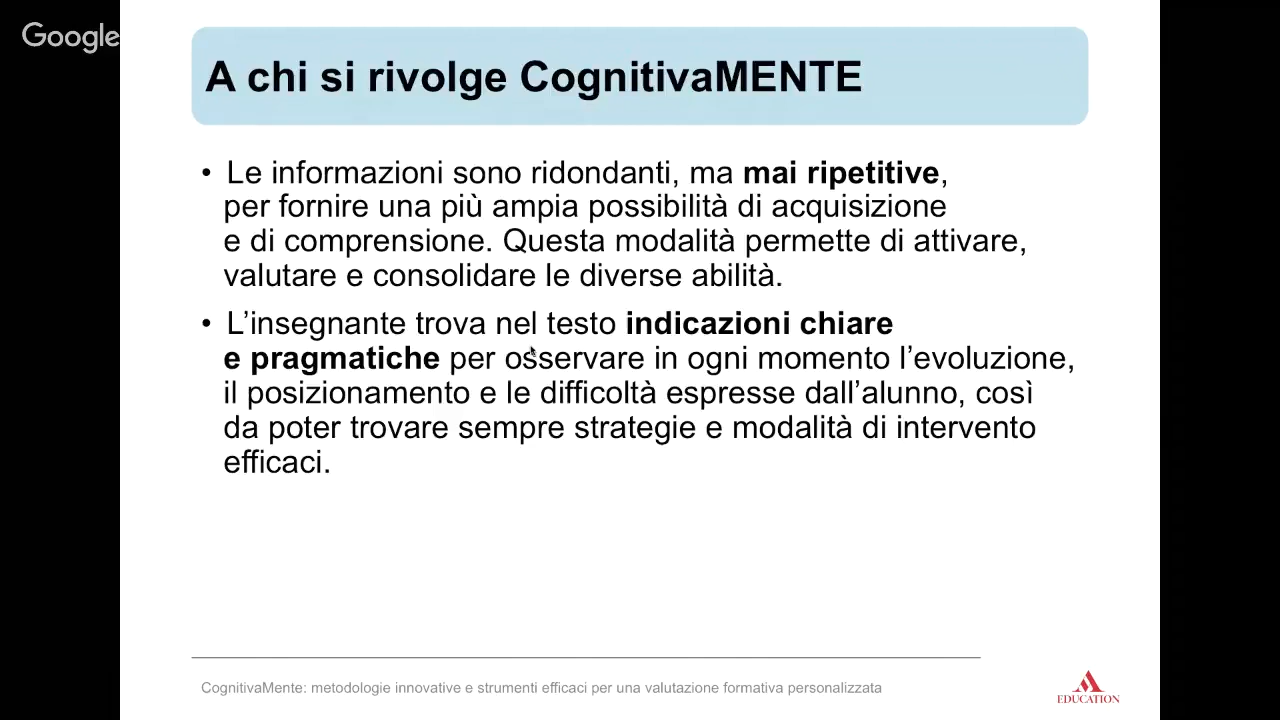 Google
A chi si rivolge CognitivaMENTE
• Le informazioni sono ridondanti, ma mai ripetitive,
per fornire una più ampia possibilità di acquisizione
e di comprensione. Questa modalità permette di attivare,
valutare e consolidare le diverse abilità.
• L’insegnante trova nel testo indicazioni chiare
e pragmatiche per osservare in ogni momento l’evoluzione,
il posizionamento e le difficoltà espresse dall’alunno, così
da poter trovare sempre strategie e modalità di intervento
efficaci.
CognitivaMente: metodologie innovative e strumenti efficaci per una valutazione formativa personalizzata
EDUCATION